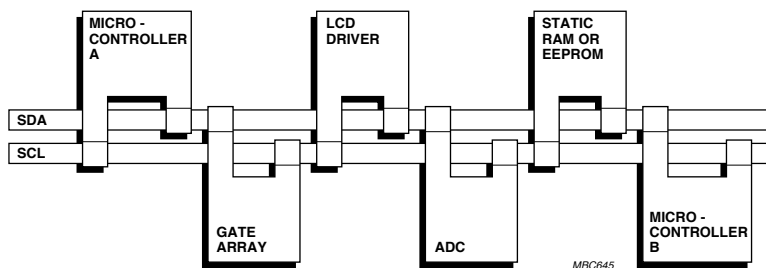 MICRO -
CONTROLLER
A
LCD
DRIVER
STATIC
RAM OR
EEPROM
SDA
SCL
GATE
ARRAY
ADC
MICRO -
CONTROLLER
B
MBC645